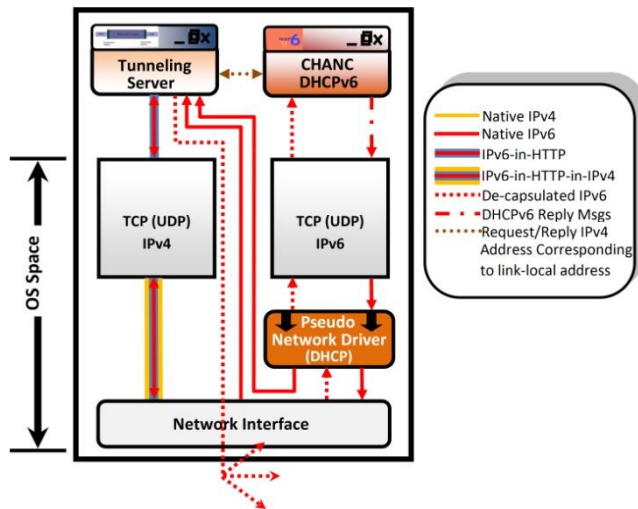 Tunneling
Server
CHANC
DHCPv6
TCP (UDP)
IPv4
TCP (UDP)
IPv6
OS Space
Pseudo
Network Driver
(DHCP)
Network Interface
Native IPv4
Native IPv6
IPv6-in-HTTP
IPv6-in-HTTP-in-IPv4
De-capsulated IPv6
DHCPv6 Reply Msgs
Request/Reply IPv4
Address Corresponding
to link-local address